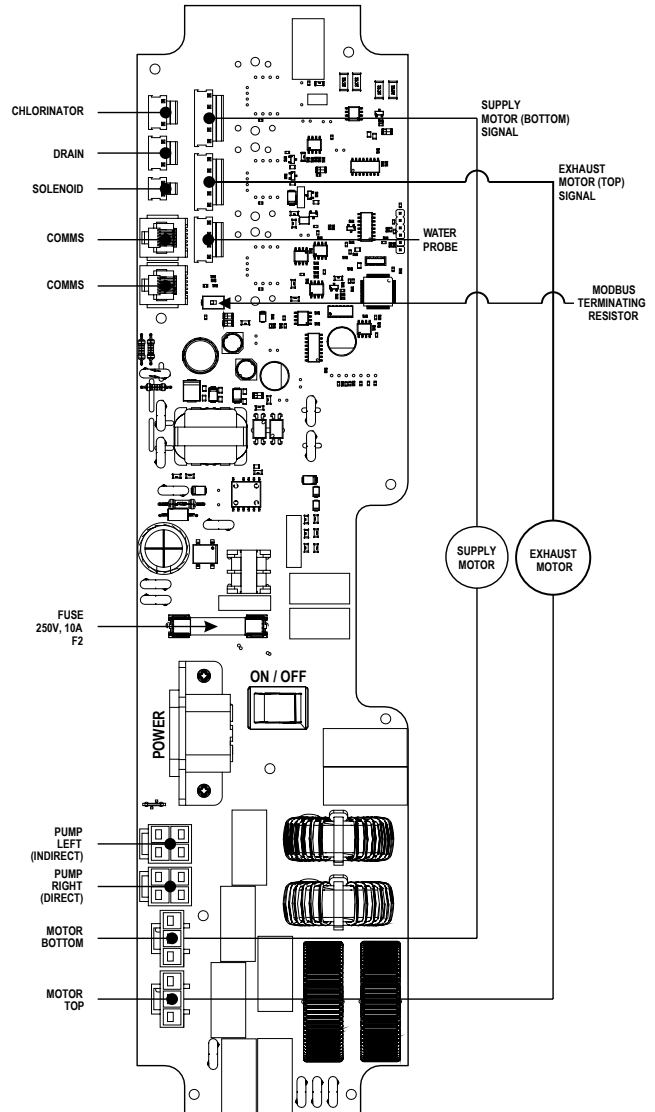 CHLORINATOR
DRAIN
SOLENOID
COMMS
COMMS
SUPPLY
MOTOR (BOTTOM)
SIGNAL
EXHAUST
MOTOR (TOP)
SIGNAL
WATER
PROBE
MODBUS
TERMINATING
RESISTOR
SUPPLY
MOTOR
EXHAUST
MOTOR
FUSE
250V, 10A
F2
ON / OFF
POWER
PUMP
LEFT
(INDIRECT)
PUMP
RIGHT
(DIRECT)
MOTOR
BOTTOM
MOTOR
TOP